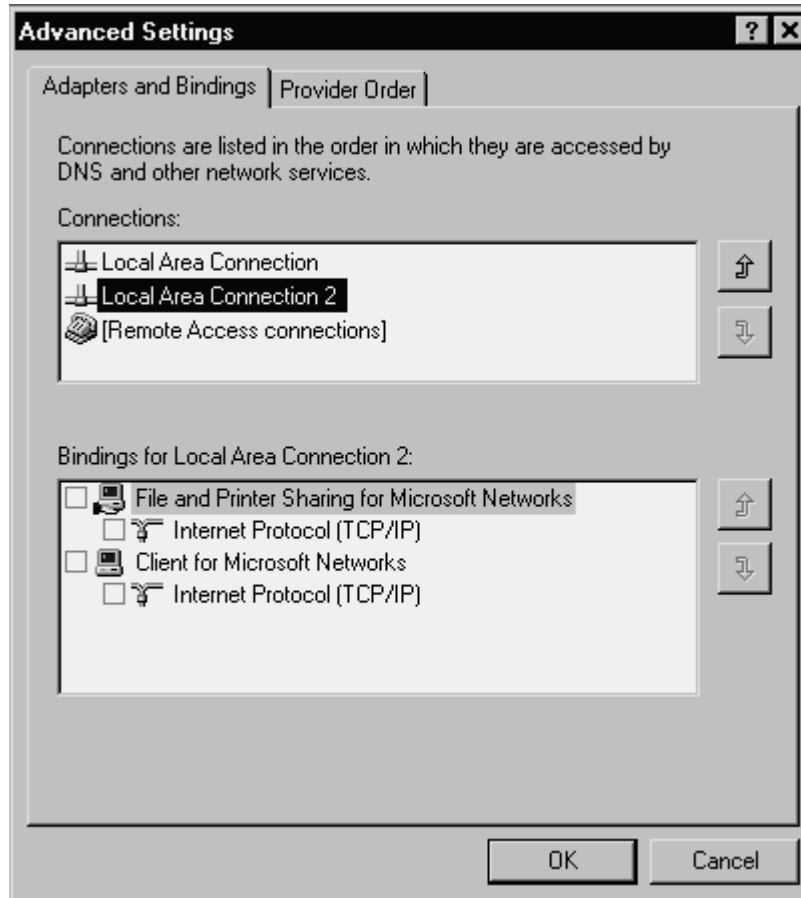 Advanced Settings
Adapters and Bindings
Provider Order
Connections are listed in the order in which they are accessed by
DNS and other network services.
Connections:
Local Area Connection
Local Area Connection 2
[Remote Access connections]
Bindings for Local Area Connection 2:
File and Printer Sharing for Microsoft Networks
Internet Protocol (TCP/IP)
Client for Microsoft Networks
Internet Protocol (TCP/IP)
OK
Cancel